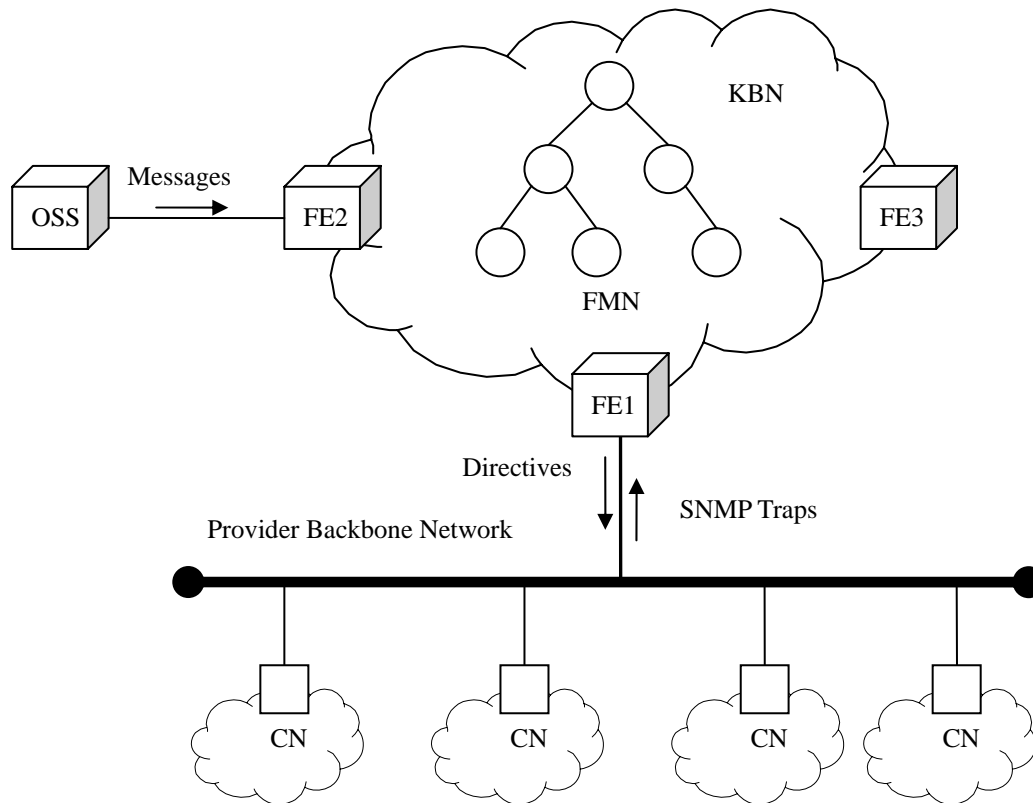 KBN
Messages
OSS
FE2
FE3
FMN
FE1
Directives
SNMP Traps
Provider Backbone Network
CN
CN
CN
CN